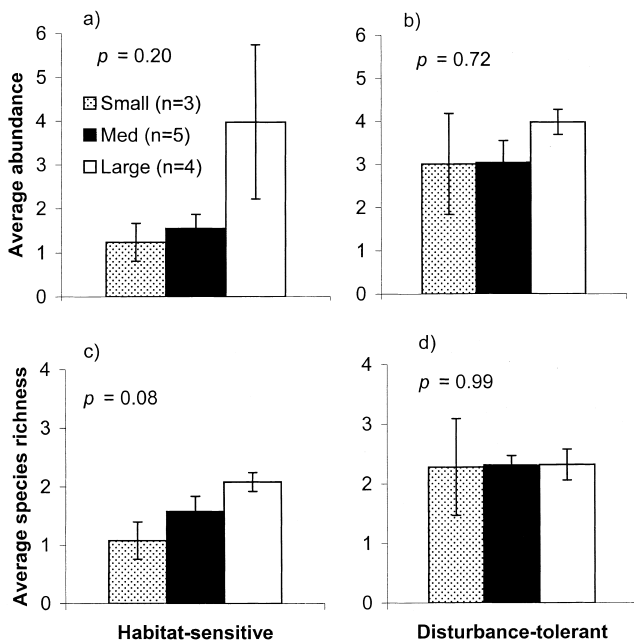 a)
p = 0.20
Small (n=3)
Med (n=5)
Large (n=4)
Average abundance
6
5
4
3
2
1
0
b)
p = 0.72
6
5
4
3
2
1
0
c)
p = 0.08
Average species richness
4
3
2
1
0
Habitat-sensitive
d)
p = 0.99
4
3
2
1
0
Disturbance-tolerant